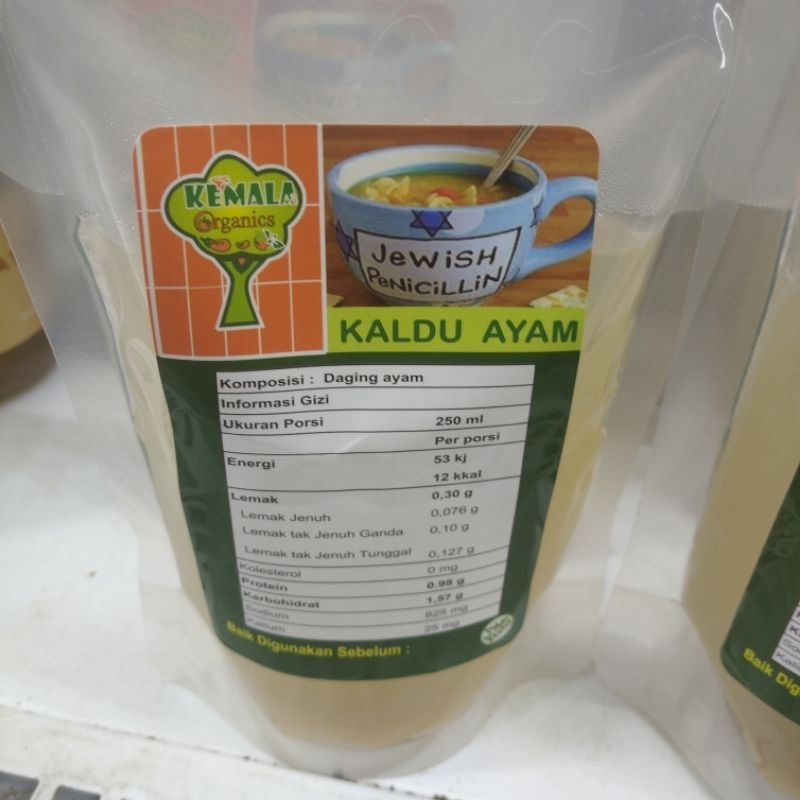 KEMALA
Organics
JEWISH
PENICILLIN
KALDU AYAM
Komposisi : Daging ayam
Informasi Gizi
Ukuran Porsi 250 ml
Per porsi
Energi 53 kj
12 kkal
Lemak 0,30 g
Lemak Jenuh 0,076 g
Lemak tak Jenuh Ganda 0,10 g
Lemak tak Jenuh Tunggal 0,127 g
Kolesterol 0 mg
Protein 0.98 g
Karbohidrat 1,57 g
Sodium 825 mg
Kalium 25 mg
Baik Digunakan Sebelum :
Baik Dig